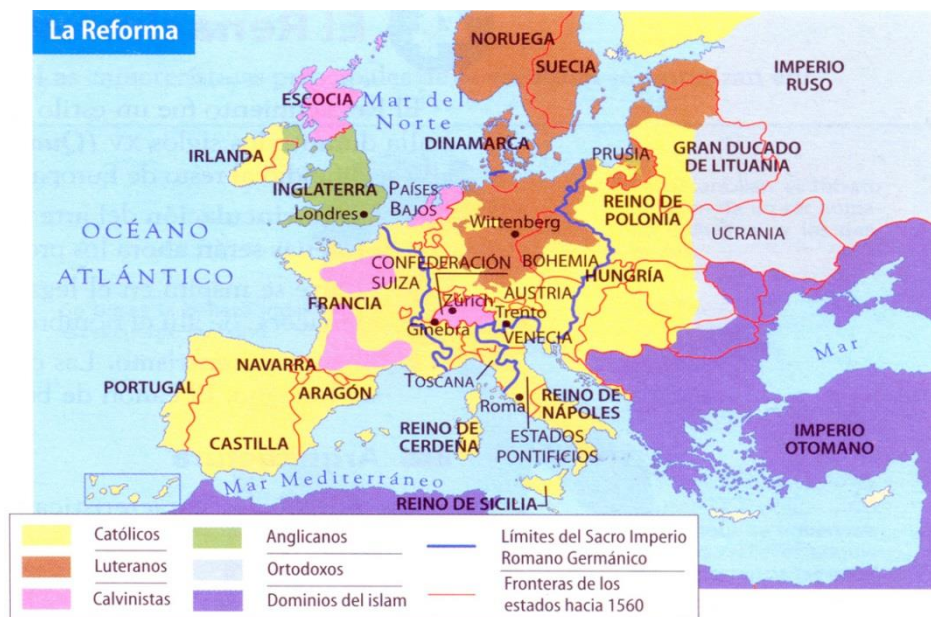 La Reforma
NORUEGA
SUECIA
IMPERIO
RUSO
ESCOCIA
Mar del
Norte
IRLANDA
DINAMARCA
PRUSIA
GRAN DUCADO
DE LITUANIA
INGLATERRA
Londres
PAÍSES
BAJOS
REINO DE
POLONIA
Wittenberg
UCRANIA
OCÉANO
ATLÁNTICO
CONFEDERACIÓN
SUIZA
BOHEMIA
HUNGRÍA
FRANCIA
AUSTRIA
Zúrich
Trento
Ginebra
VENECIA
Mar
NAVARRA
TOSCANA
PORTUGAL
ARAGÓN
Roma
REINO DE
NÁPOLES
CASTILLA
REINO DE
CERDEÑA
ESTADOS
PONTIFICIOS
IMPERIO
OTOMANO
Mar Mediterráneo
REINO DE SICILIA
Católicos
Luteranos
Calvinistas
Anglicanos
Ortodoxos
Dominios del islam
Límites del Sacro Imperio
Romano Germánico
Fronteras de los
estados hacia 1560